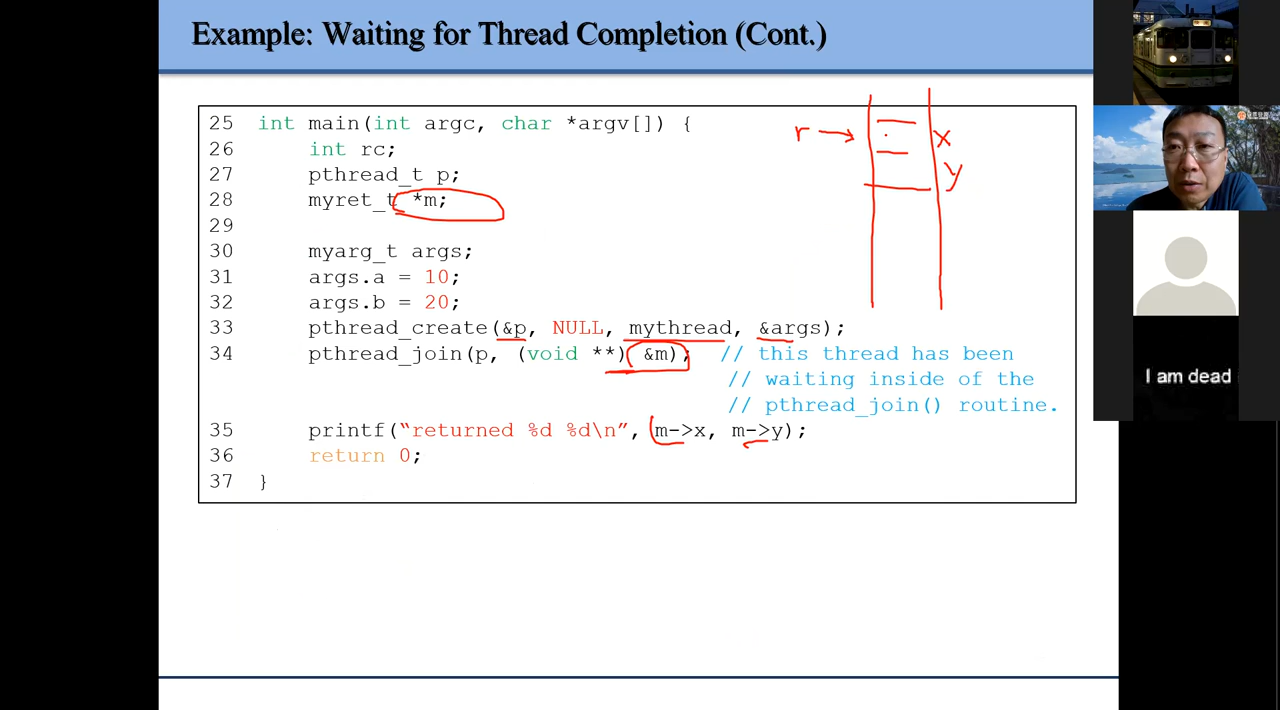 Example: Waiting for Thread Completion (Cont.)
25 int main(int argc, char *argv[]) {
26 int rc;
27 pthread_t p;
28 myret_t *m;
29
30 myarg_t args;
31 args.a = 10;
32 args.b = 20;
33 pthread_create(&p, NULL, mythread, &args);
34 pthread_join(p, (void **) &m); // this thread has been
// waiting inside of the
// pthread_join() routine.
35 printf("returned %d %d\n", m->x, m->y);
36 return 0;
37 }
r
x
y
I am dead